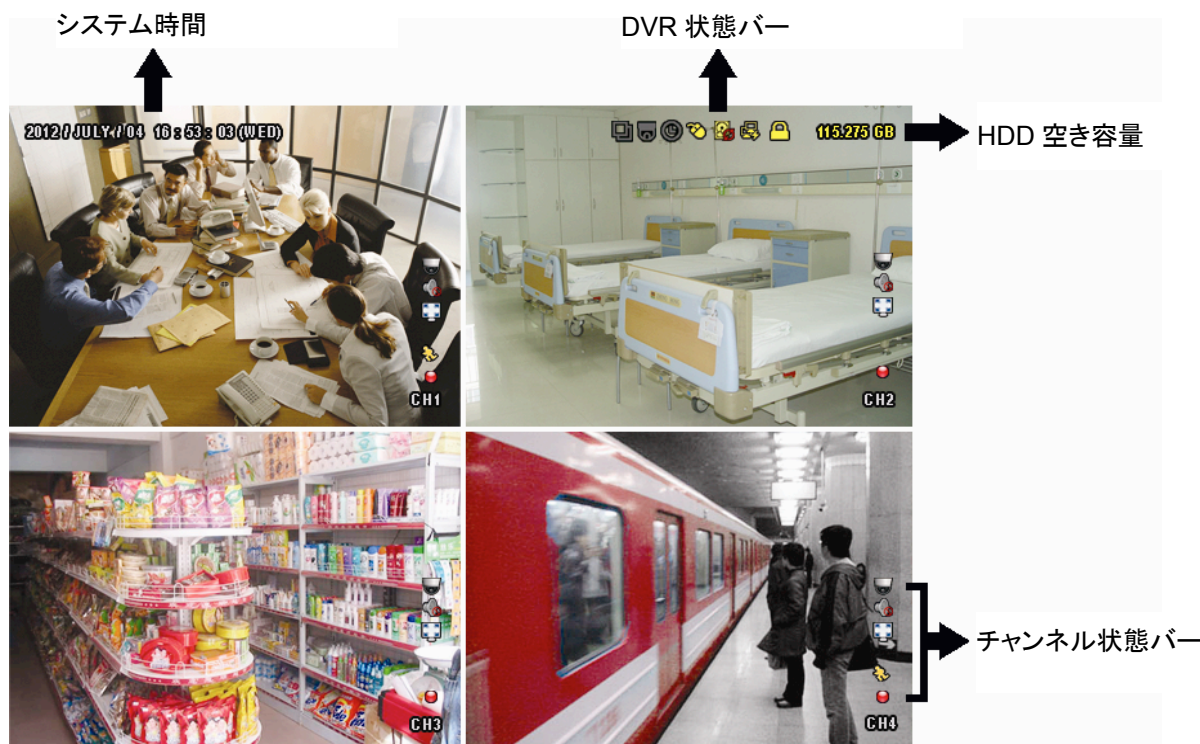 システム時間
DVR 状態バー
2012 / JULY / 04 16 : 53 : 03 (WED)
115.275 GB
HDD 空き容量
CH1
CH2
チャンネル状態バー
CH3
CH4